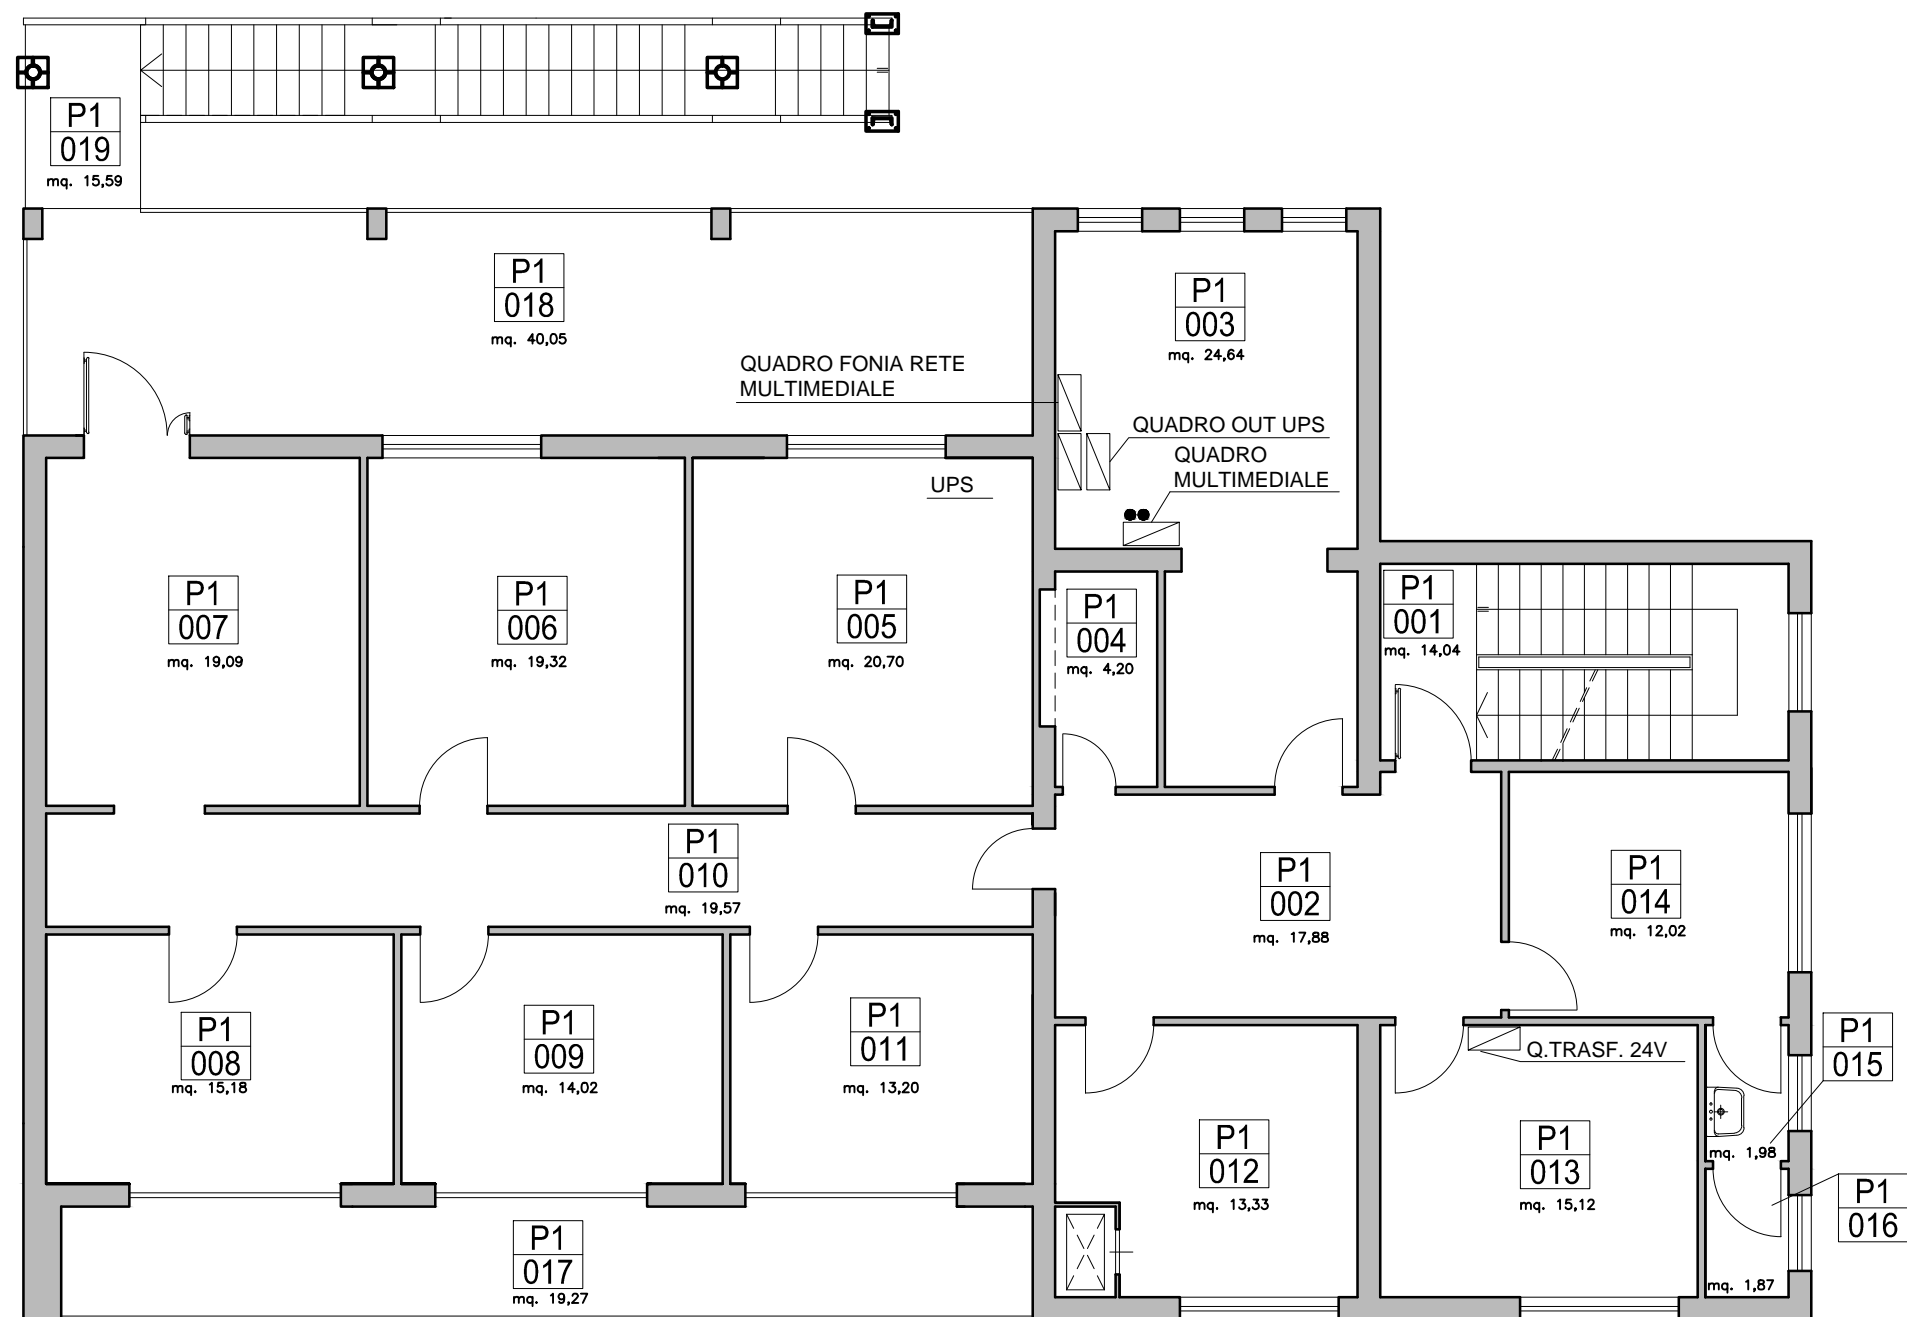 P1
019
mq. 15,59
P1
018
mq. 40,05
P1
003
mq. 24,64
QUADRO FONIA RETE
MULTIMEDIALE
QUADRO OUT UPS
QUADRO
MULTIMEDIALE
UPS
P1
007
mq. 19,09
P1
006
mq. 19,32
P1
005
mq. 20,70
P1
004
mq. 4,20
P1
001
mq. 14,04
P1
010
mq. 19,57
P1
002
mq. 17,88
P1
014
mq. 12,02
P1
008
mq. 15,18
P1
009
mq. 14,02
P1
011
mq. 13,20
Q.TRASF. 24V
P1
015
mq. 1,98
P1
012
mq. 13,33
P1
013
mq. 15,12
P1
016
mq. 1,87
P1
017
mq. 19,27